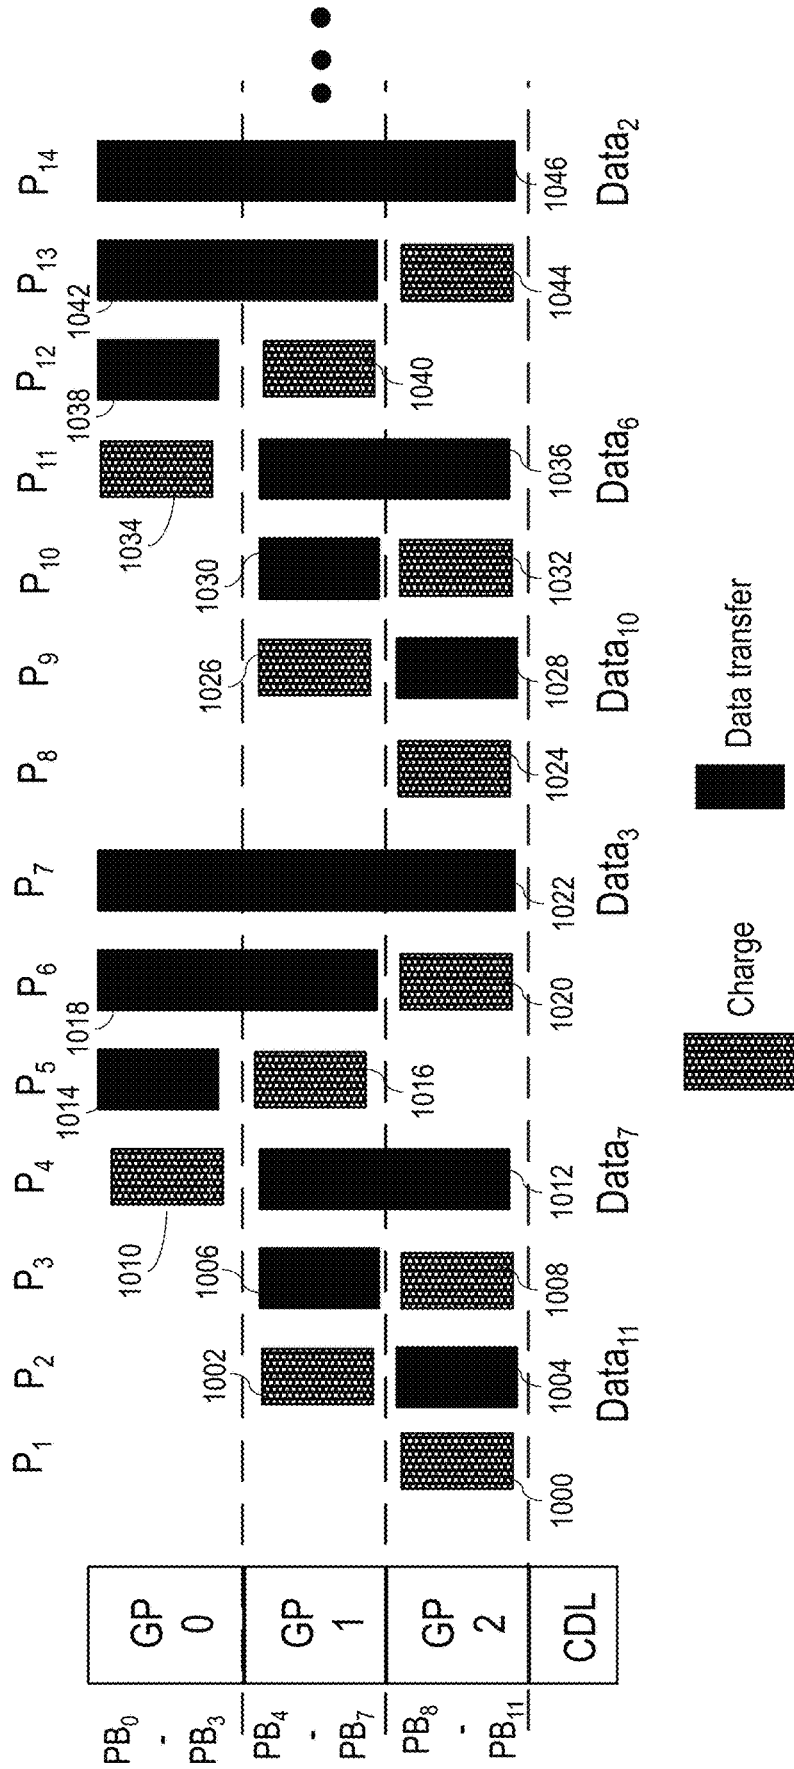 P₁ P₂ P₃ P₄ P₅ P₆ P₇ P₈ P₉ P₁₀ P₁₁ P₁₂ P₁₃ P₁₄
PB₀
-
PB₃
GP
0
1010
1014
1018
1034
1038
1042
PB₄
-
PB₇
GP
1
1002
1006
1016
1026
1030
1040
PB₈
-
PB₁₁
GP
2
1000
1004
1008
1012
1020
1022
1024
1028
1032
1036
1044
1046
CDL
Data₁₁ Data₇ Data₃ Data₁₀ Data₆ Data₂
Charge
Data transfer